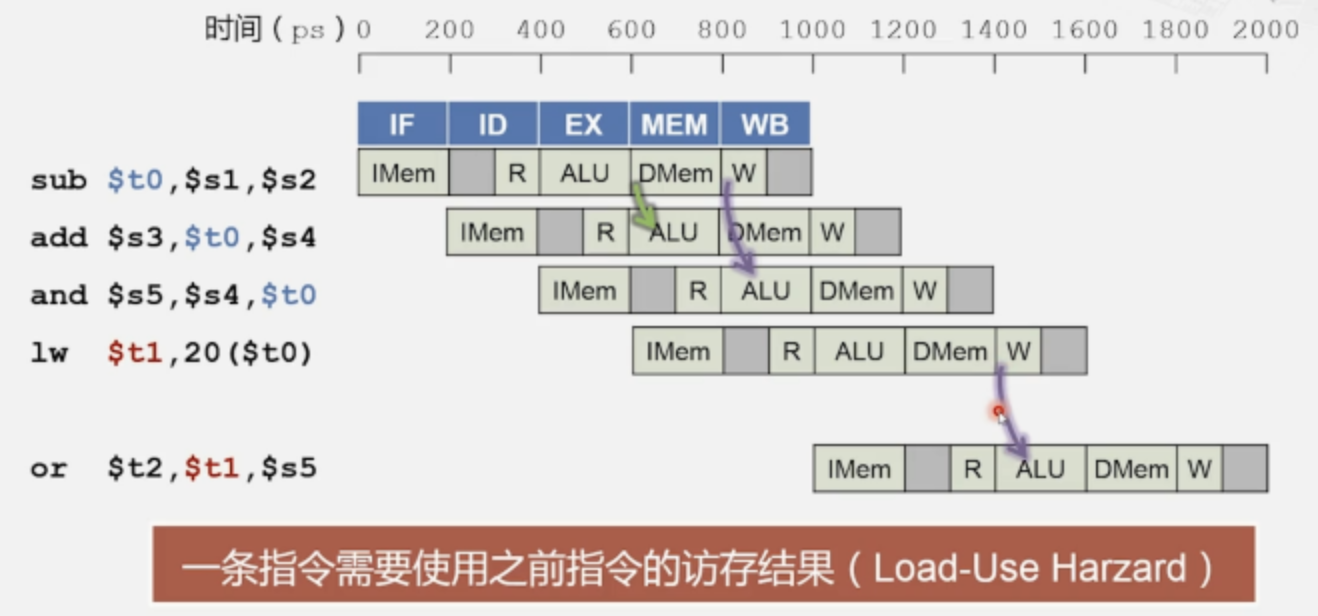 时间（ps）0 200 400 600 800 1000 1200 1400 1600 1800 2000
IF ID EX MEM WB
sub $t0,$s1,$s2 IMem R ALU DMem W
add $s3,$t0,$s4 IMem R ALU DMem W
and $s5,$s4,$t0 IMem R ALU DMem W
lw $t1,20($t0) IMem R ALU DMem W
or $t2,$t1,$s5 IMem R ALU DMem W
一条指令需要使用之前指令的访存结果（Load-Use Harzard）